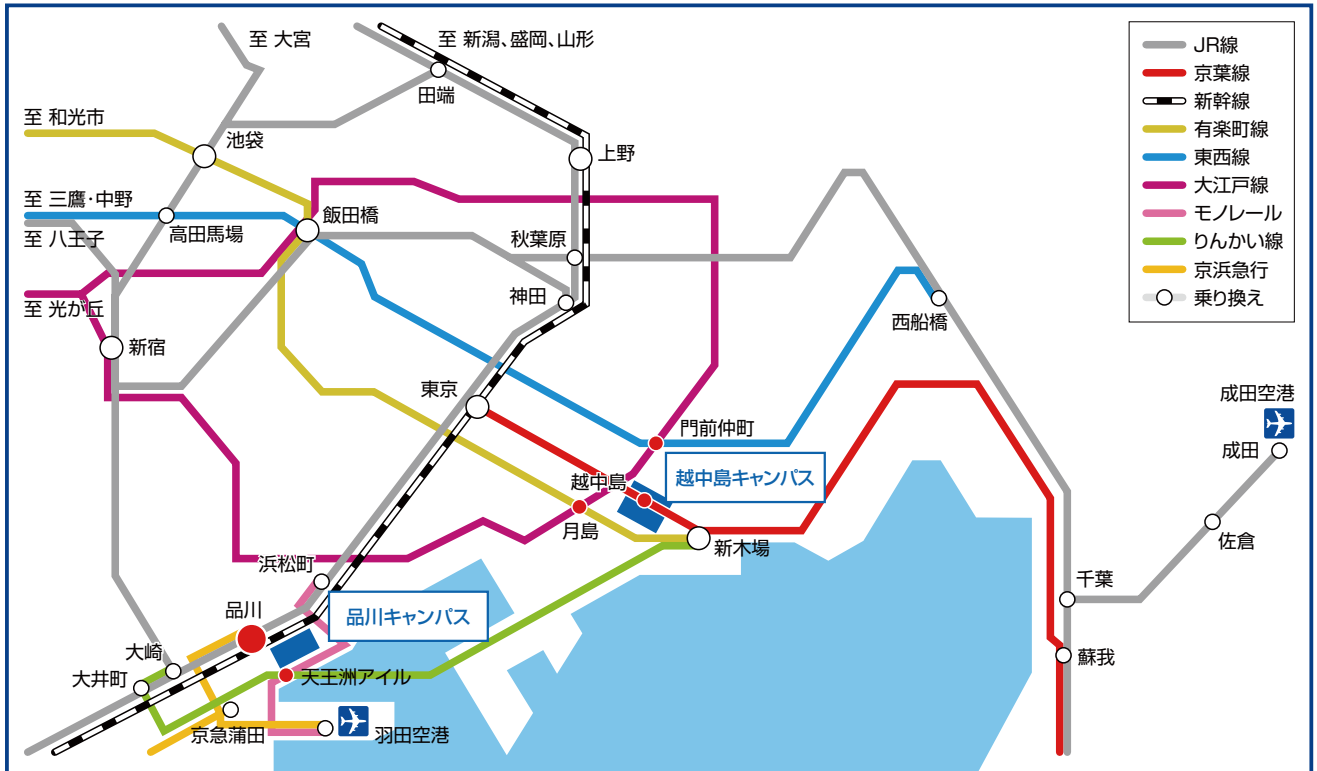 至 大宮
至 新潟、盛岡、山形
田端
至 和光市
池袋
上野
至 三鷹・中野
高田馬場
飯田橋
至 八王子
秋葉原
神田
至 光が丘
新宿
西船橋
東京
門前仲町
越中島
越中島キャンパス
月島
新木場
成田空港
成田
佐倉
千葉
蘇我
浜松町
品川
品川キャンパス
大崎
大井町
天王洲アイル
京急蒲田
羽田空港
JR線
京葉線
新幹線
有楽町線
東西線
大江戸線
モノレール
りんかい線
京浜急行
乗り換え